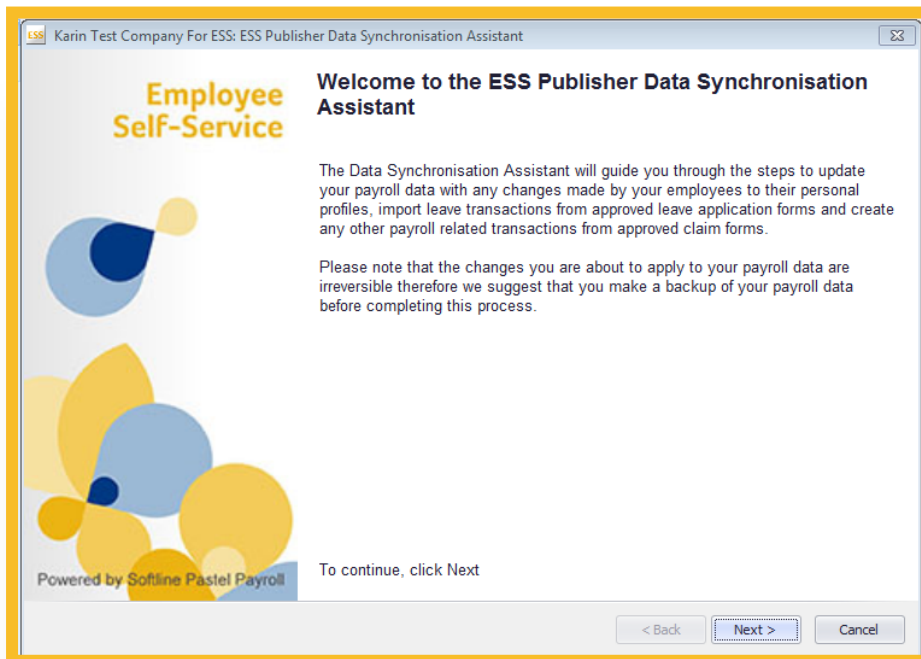 ESS Karin Test Company For ESS: ESS Publisher Data Synchronisation Assistant
Employee
Self-Service
Welcome to the ESS Publisher Data Synchronisation
Assistant
The Data Synchronisation Assistant will guide you through the steps to update
your payroll data with any changes made by your employees to their personal
profiles, import leave transactions from approved leave application forms and create
any other payroll related transactions from approved claim forms.
Please note that the changes you are about to apply to your payroll data are
irreversible therefore we suggest that you make a backup of your payroll data
before completing this process.
Powered by Softline Pastel Payroll
To continue, click Next
< Back Next > Cancel